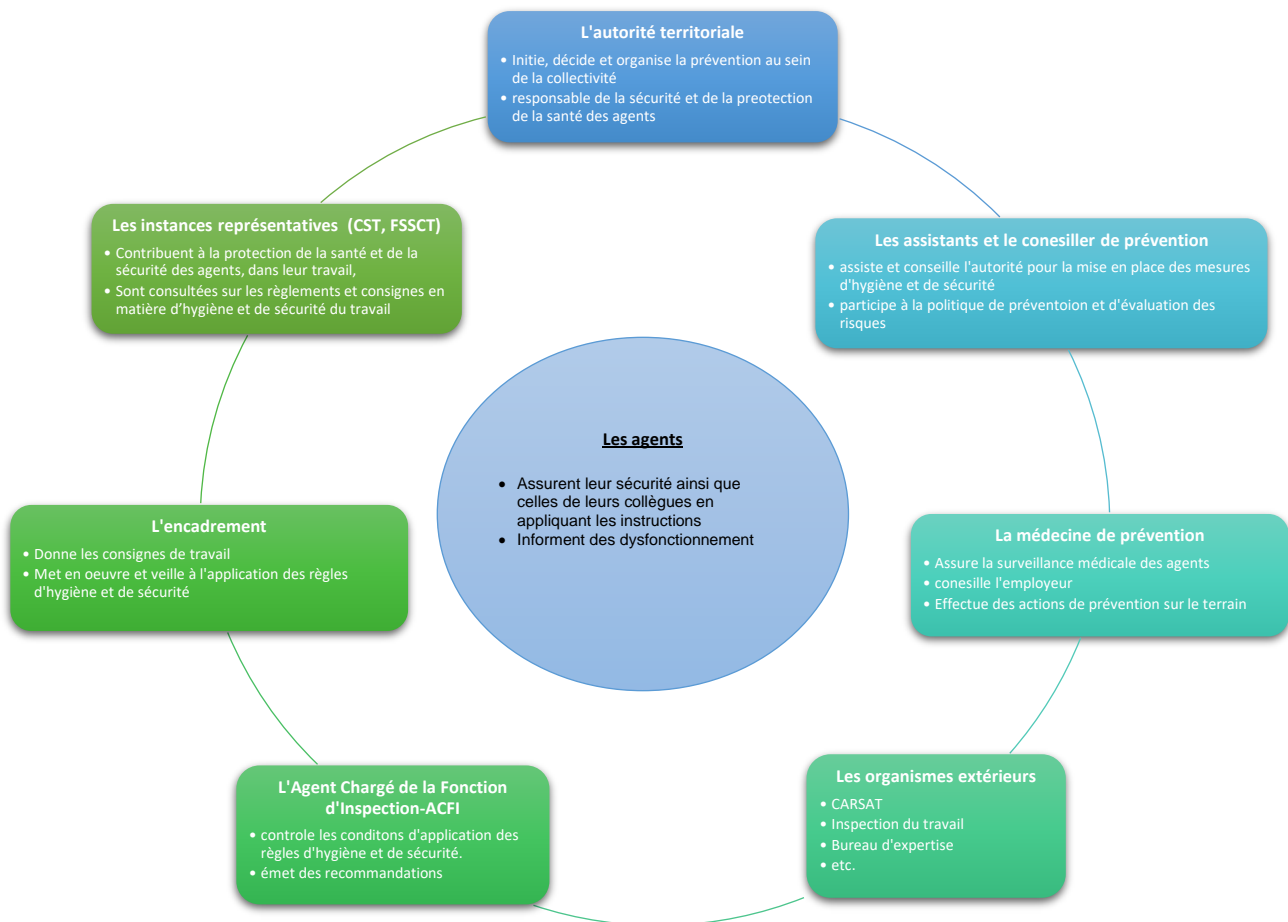 L'autorité territoriale
• Initie, décide et organise la prévention au sein
de la collectivité
• responsable de la sécurité et de la preotection
de la santé des agents
Les instances représentatives (CST, FSSCT)
• Contribuent à la protection de la santé et de la
sécurité des agents, dans leur travail,
• Sont consultées sur les règlements et consignes en
matière d'hygiène et de sécurité du travail
Les assistants et le conesiller de prévention
• assiste et conseille l'autorité pour la mise en place des mesures
d'hygiène et de sécurité
• participe à la politique de préventoion et d'évaluation des
risques
Les agents
• Assurent leur sécurité ainsi que
celles de leurs collègues en
appliquant les instructions
• Informent des dysfonctionnement
L'encadrement
• Donne les consignes de travail
• Met en oeuvre et veille à l'application des règles
d'hygiène et de sécurité
La médecine de prévention
• Assure la surveillance médicale des agents
• conesille l'employeur
• Effectue des actions de prévention sur le terrain
L'Agent Chargé de la Fonction
d'Inspection-ACFI
• controle les conditons d'application des
règles d'hygiène et de sécurité.
• émet des recommandations
Les organismes extérieurs
• CARSAT
• Inspection du travail
• Bureau d'expertise
• etc.